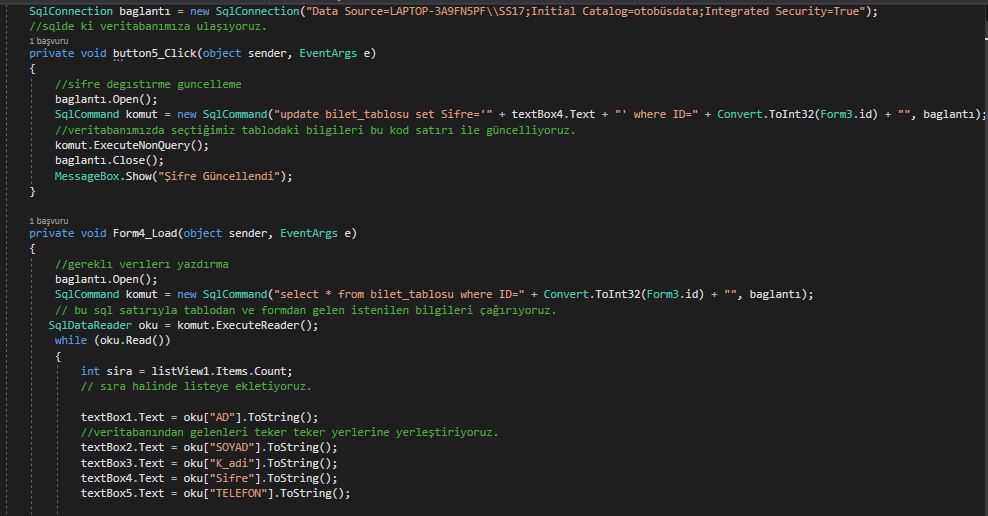 SqlConnection baglantı = new SqlConnection("Data Source=LAPTOP-3A9FN5PF\\SS17;Initial Catalog=otobüsdata;Integrated Security=True");
//sqlde ki veritabanımıza ulaşıyoruz.
1 başvuru
private void button5_Click(object sender, EventArgs e)
{
//sifre degıstırme guncelleme
baglantı.Open();
SqlCommand komut = new SqlCommand("update bilet_tablosu set Sifre='" + textBox4.Text + "' where ID=" + Convert.ToInt32(Form3.id) + "", baglantı);
//veritabanımızda seçtiğimiz tablodaki bilgileri bu kod satırı ile güncelliyoruz.
komut.ExecuteNonQuery();
baglantı.Close();
MessageBox.Show("Şifre Güncellendi");
}
1 başvuru
private void Form4_Load(object sender, EventArgs e)
{
//gereklı verılerı yazdırma
baglantı.Open();
SqlCommand komut = new SqlCommand("select * from bilet_tablosu where ID=" + Convert.ToInt32(Form3.id) + "", baglantı);
// bu sql satırıyla tablodan ve formdan gelen istenilen bilgileri çağırıyoruz.
SqlDataReader oku = komut.ExecuteReader();
while (oku.Read())
{
int sira = listView1.Items.Count;
// sıra halinde listeye ekletiyoruz.
textBox1.Text = oku["AD"].ToString();
//veritabanından gelenleri teker teker yerlerine yerleştiriyoruz.
textBox2.Text = oku["SOYAD"].ToString();
textBox3.Text = oku["K_adi"].ToString();
textBox4.Text = oku["Sifre"].ToString();
textBox5.Text = oku["TELEFON"].ToString();